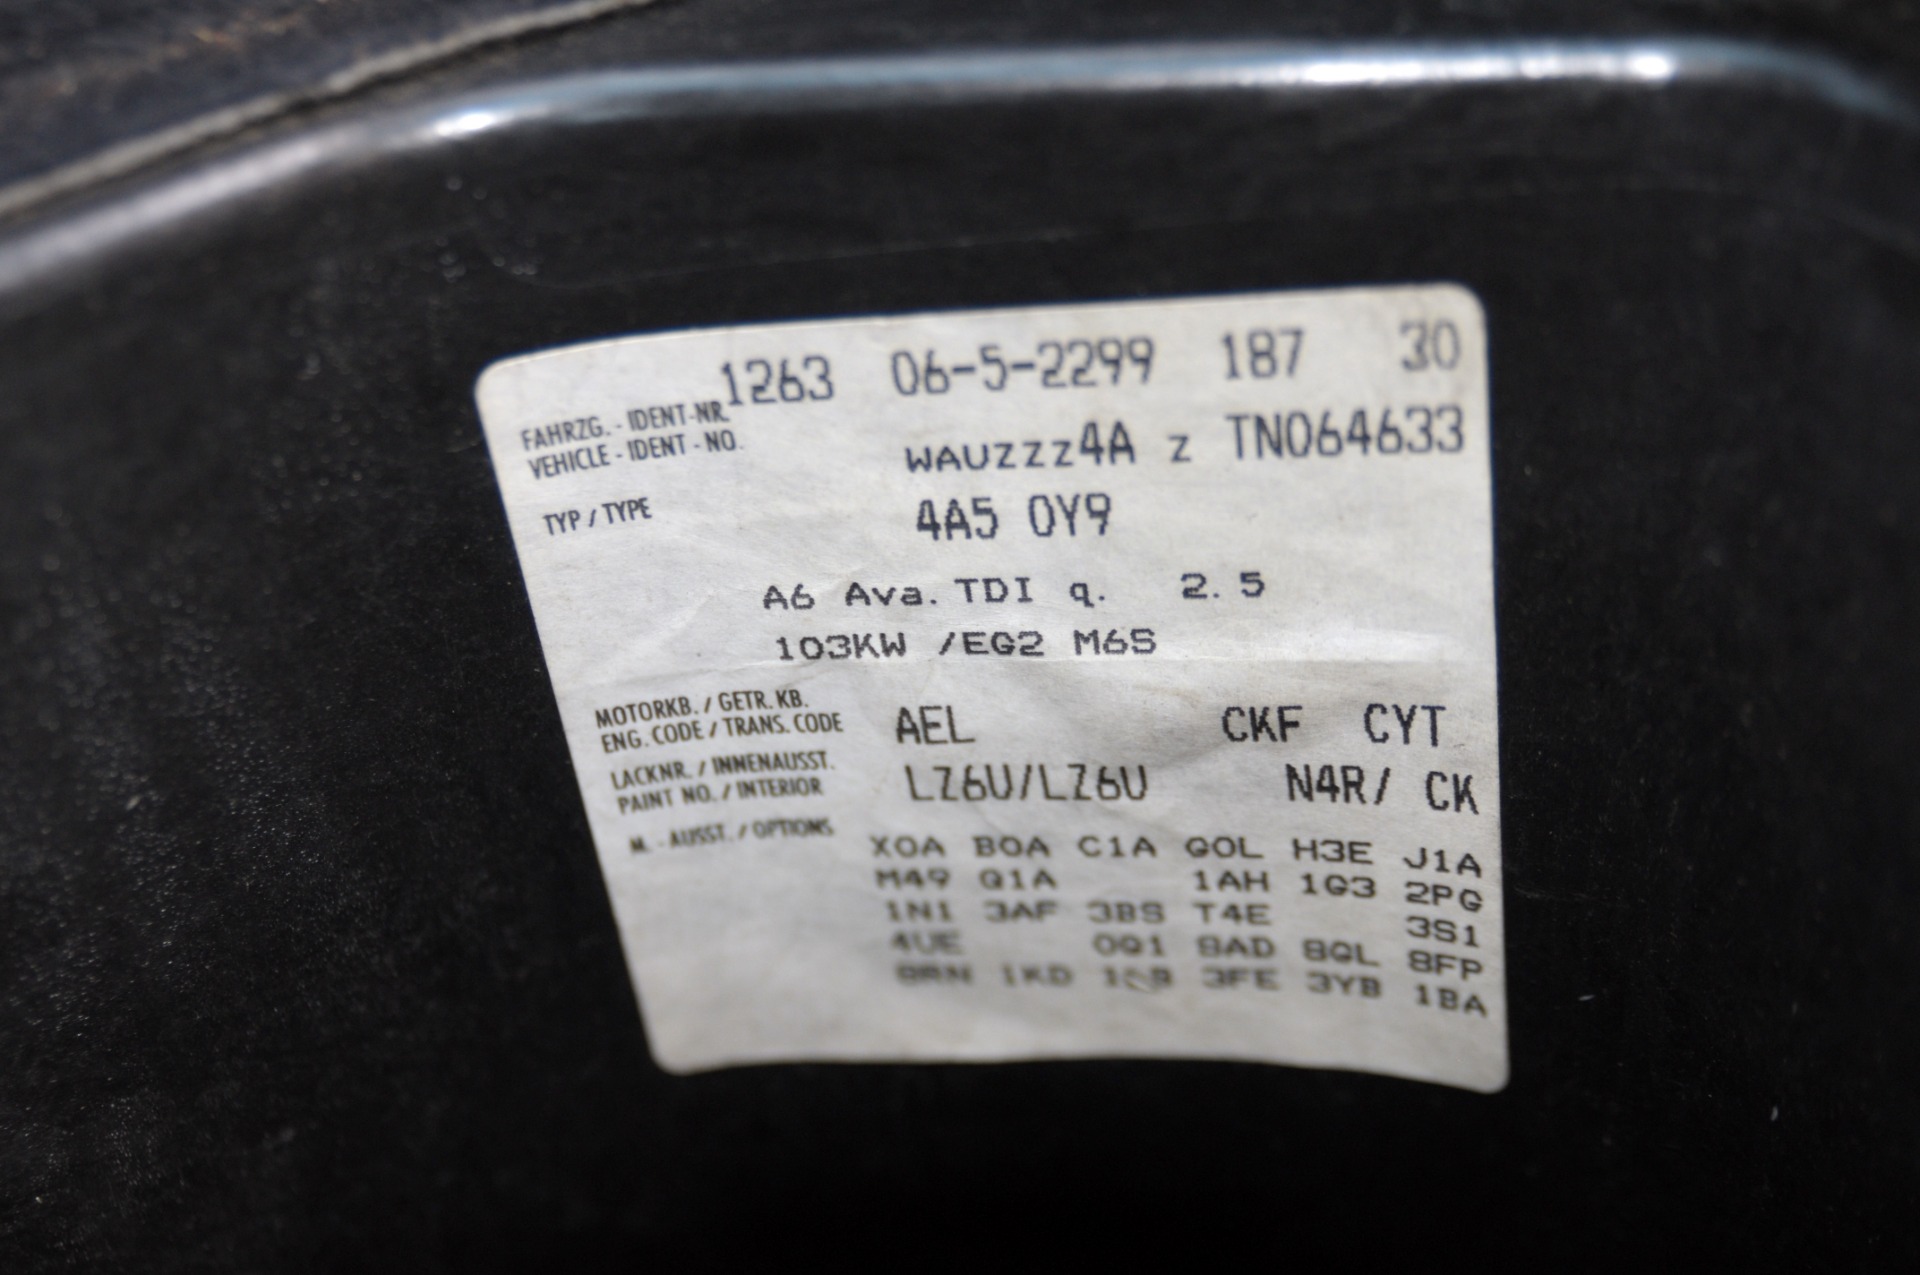 1263 06-5-2299 187 30
FAHRZG. - IDENT-NR.
VEHICLE - IDENT - NO. WAUZZZ4A Z TN064633
TYP / TYPE 4A5 0Y9
A6 Ava. TDI q. 2.5
103KW /EG2 M6S
MOTORKB. / GETR. KB.
ENG. CODE / TRANS. CODE AEL CKF CYT
LACKNR. / INNENAUSST.
PAINT NO. / INTERIOR LZ6U/LZ6U N4R/ CK
M. - AUSST. / OPTIONS
X0A B0A C1A G0L H3E J1A
M49 Q1A 1AH 1G3 2PG
1N1 3AF 3BS T4E 3S1
4UE 0Q1 8AD 8QL 8FP
8RN 1KD 3FE 3YB 1BA